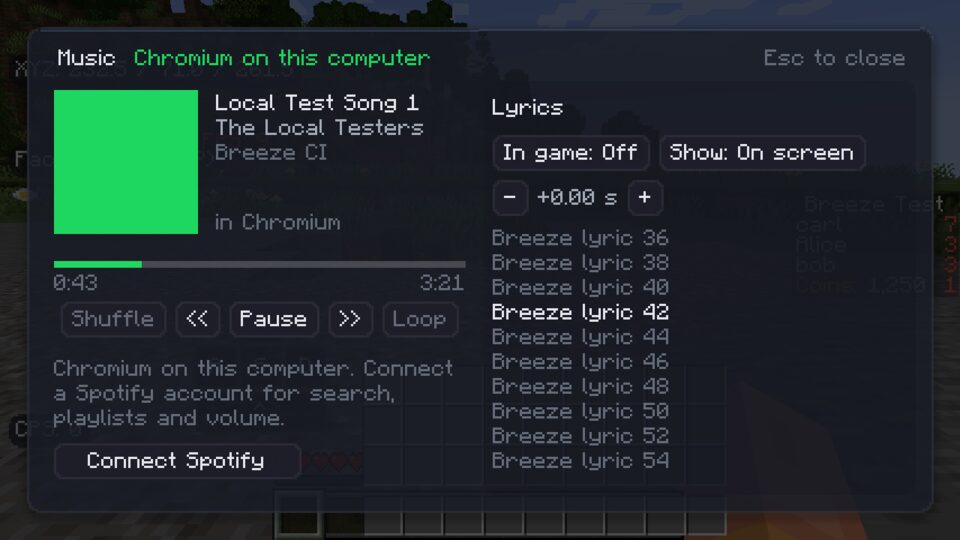 Music Chromium on this computer
Esc to close
Local Test Song 1
The Local Testers
Breeze CI
in Chromium
0:43
3:21
Shuffle
<<
Pause
>>
Loop
Chromium on this computer. Connect
a Spotify account for search,
playlists and volume.
Connect Spotify
Lyrics
In game: Off
Show: On screen
-
+0.00 s
+
Breeze lyric 36
Breeze lyric 38
Breeze lyric 40
Breeze lyric 42
Breeze lyric 44
Breeze lyric 46
Breeze lyric 48
Breeze lyric 50
Breeze lyric 52
Breeze lyric 54
Breeze Test
carl
Alice
bob
Coins: 1,250